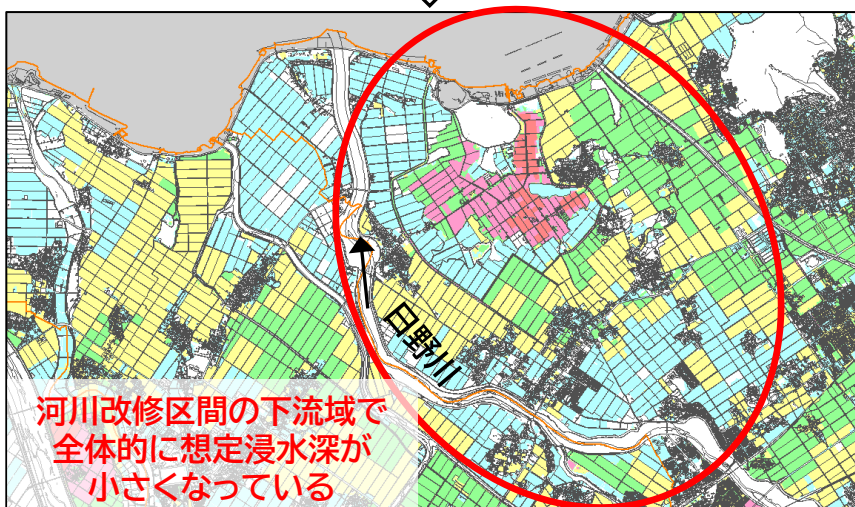 日野川
河川改修区間の下流域で
全体的に想定浸水深が
小さくなっている